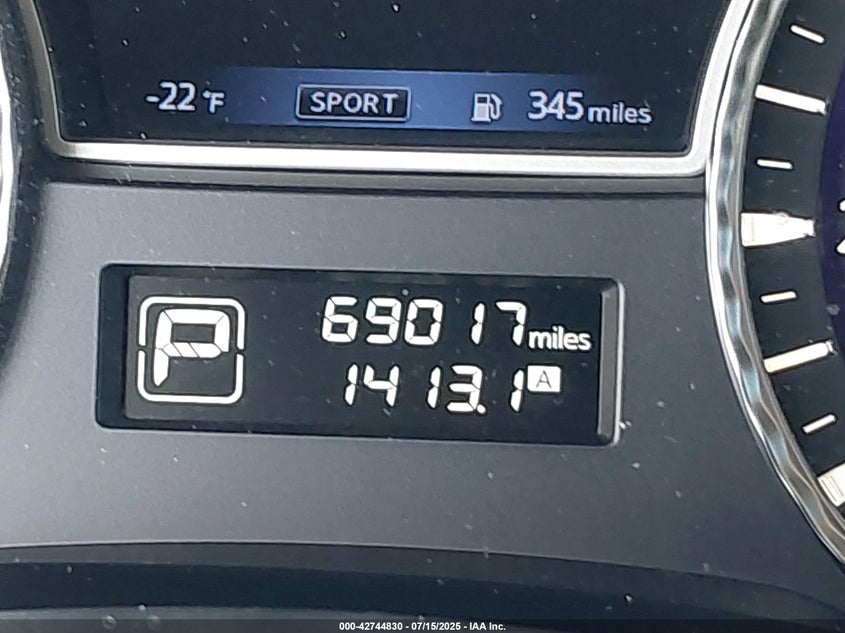 -22°F SPORT 345 miles
P 69017 miles
1413.1 A
000-42744830 - 07/15/2025 - IAA Inc.